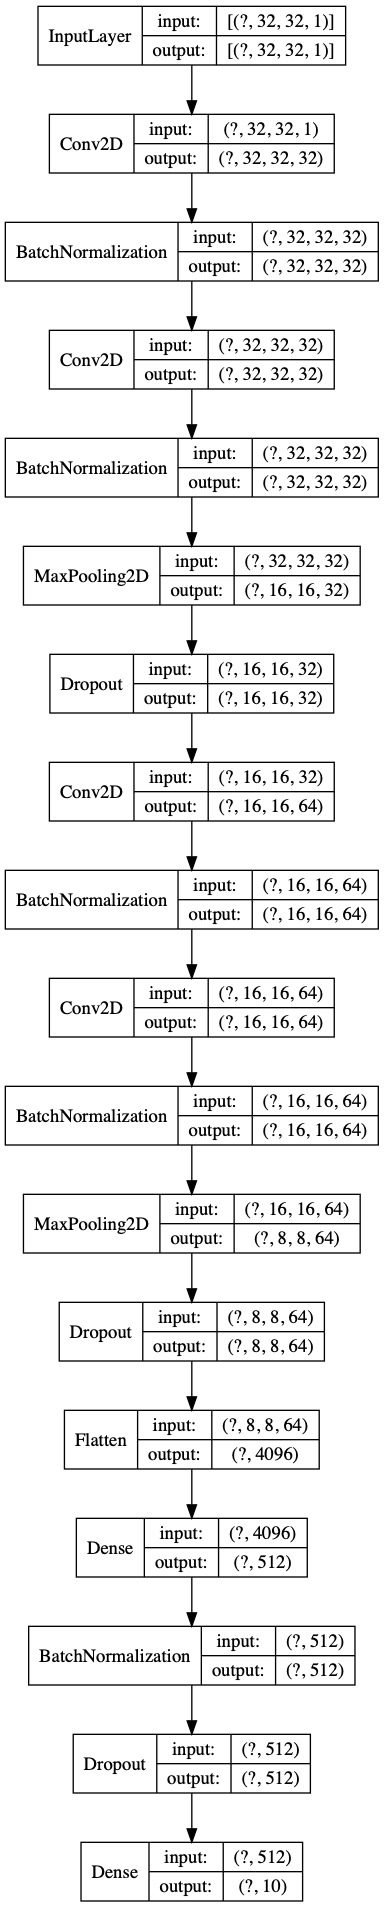 InputLayer input: [(?, 32, 32, 1)]
output: [(?, 32, 32, 1)]
Conv2D input: (?, 32, 32, 1)
output: (?, 32, 32, 32)
BatchNormalization input: (?, 32, 32, 32)
output: (?, 32, 32, 32)
Conv2D input: (?, 32, 32, 32)
output: (?, 32, 32, 32)
BatchNormalization input: (?, 32, 32, 32)
output: (?, 32, 32, 32)
MaxPooling2D input: (?, 32, 32, 32)
output: (?, 16, 16, 32)
Dropout input: (?, 16, 16, 32)
output: (?, 16, 16, 32)
Conv2D input: (?, 16, 16, 32)
output: (?, 16, 16, 64)
BatchNormalization input: (?, 16, 16, 64)
output: (?, 16, 16, 64)
Conv2D input: (?, 16, 16, 64)
output: (?, 16, 16, 64)
BatchNormalization input: (?, 16, 16, 64)
output: (?, 16, 16, 64)
MaxPooling2D input: (?, 16, 16, 64)
output: (?, 8, 8, 64)
Dropout input: (?, 8, 8, 64)
output: (?, 8, 8, 64)
Flatten input: (?, 8, 8, 64)
output: (?, 4096)
Dense input: (?, 4096)
output: (?, 512)
BatchNormalization input: (?, 512)
output: (?, 512)
Dropout input: (?, 512)
output: (?, 512)
Dense input: (?, 512)
output: (?, 10)